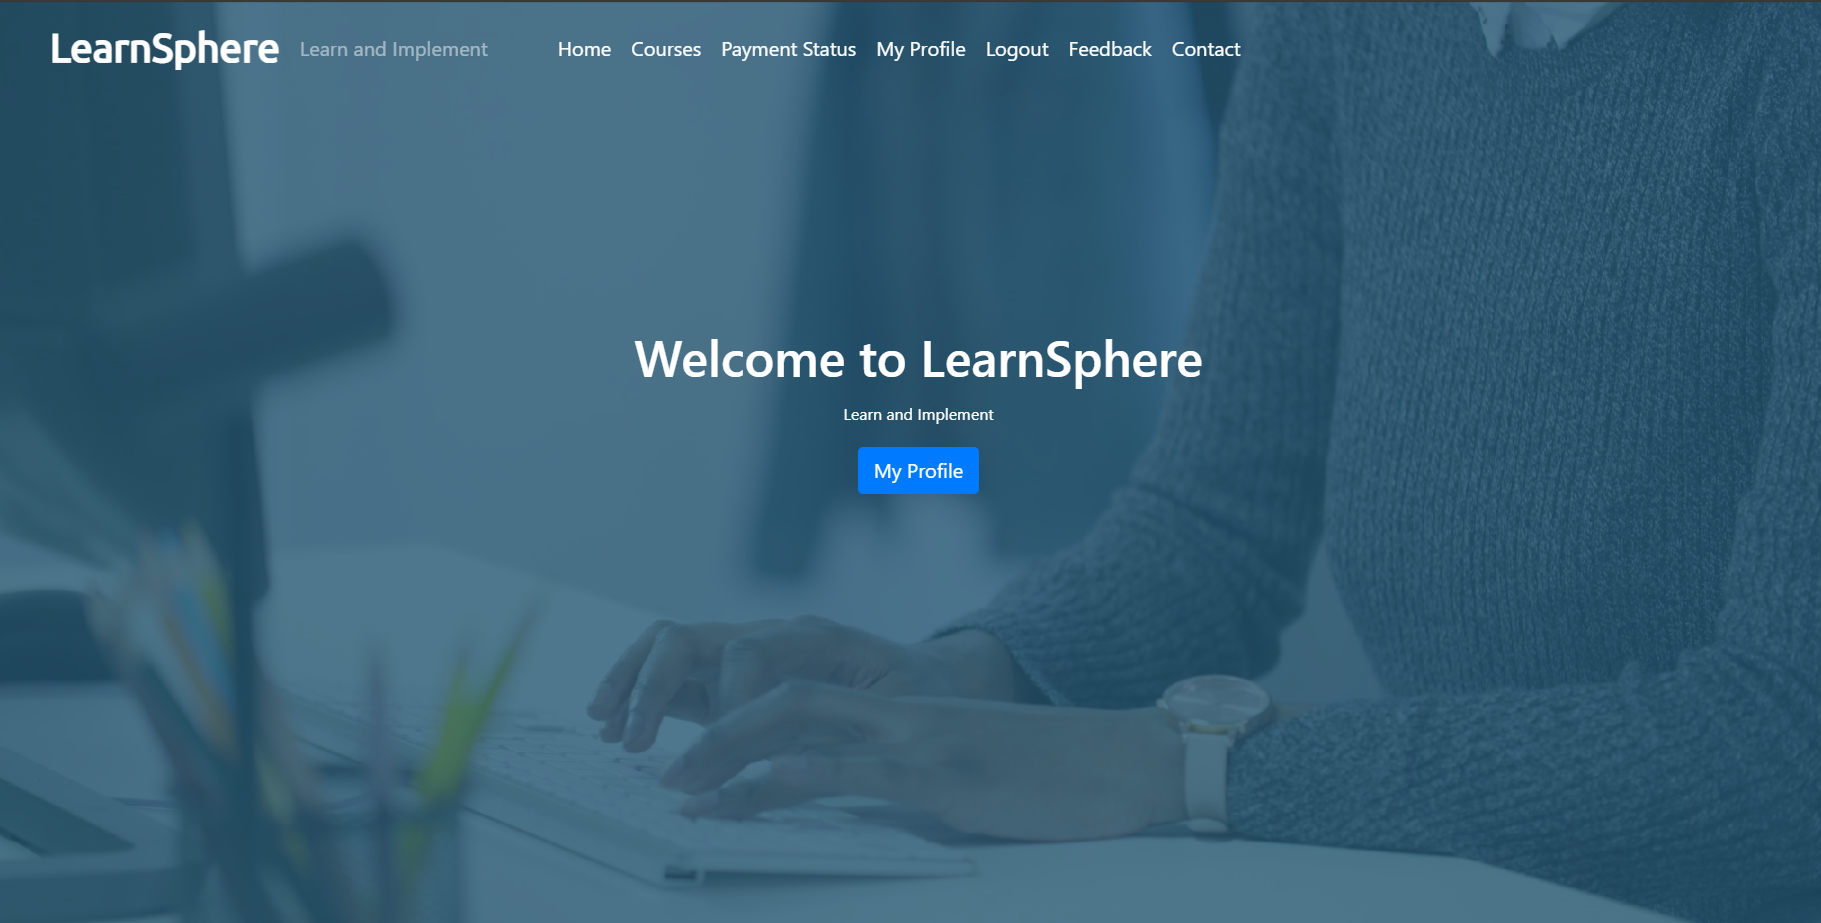 LearnSphere Learn and Implement Home Courses Payment Status My Profile Logout Feedback Contact
Welcome to LearnSphere
Learn and Implement
My Profile